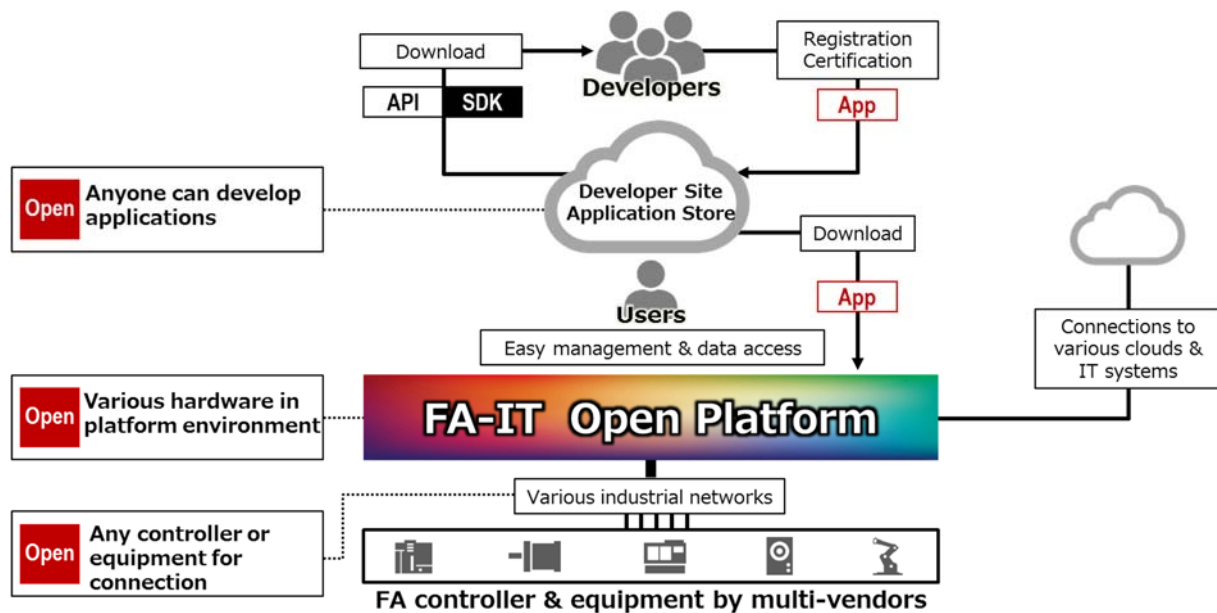 Download
Developers
Registration
Certification
API
SDK
App
Open
Anyone can develop
applications
Developer Site
Application Store
Download
App
Users
Easy management & data access
Connections to
various clouds &
IT systems
Open
Various hardware in
platform environment
FA-IT Open Platform
Various industrial networks
Open
Any controller or
equipment for
connection
FA controller & equipment by multi-vendors